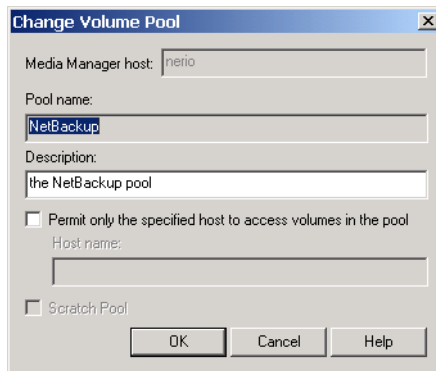 Change Volume Pool
Media Manager host: nerio
Pool name:
NetBackup
Description:
the NetBackup pool
Permit only the specified host to access volumes in the pool
Host name:
Scratch Pool
OK Cancel Help